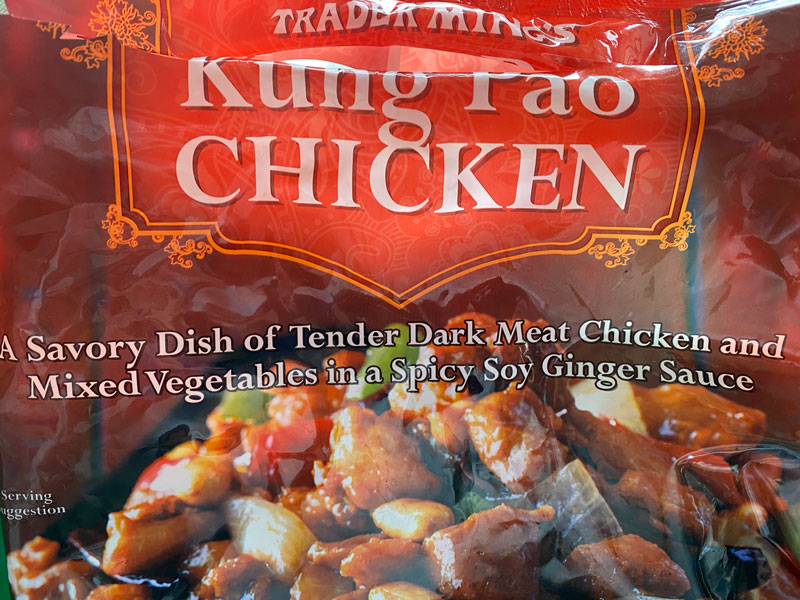 TRADER MING'S
Kung Pao
CHICKEN
A Savory Dish of Tender Dark Meat Chicken and
Mixed Vegetables in a Spicy Soy Ginger Sauce
Serving
uggestion